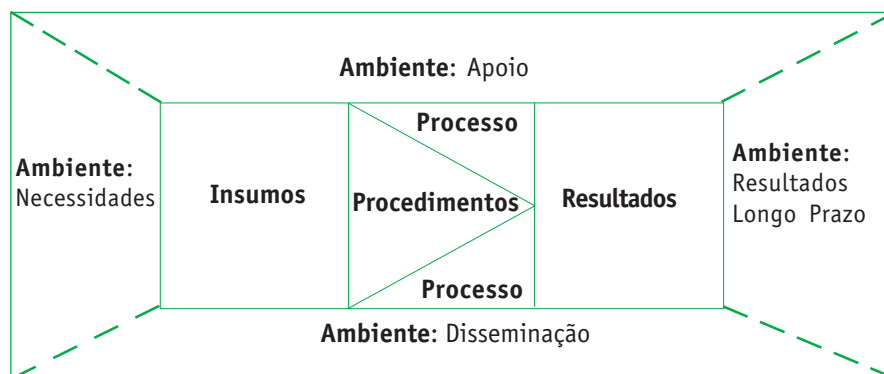 Ambiente: Apoio
Processo
Ambiente:
Necessidades
Insumos
Procedimentos
Resultados
Ambiente:
Resultados
Longo Prazo
Processo
Ambiente: Disseminação